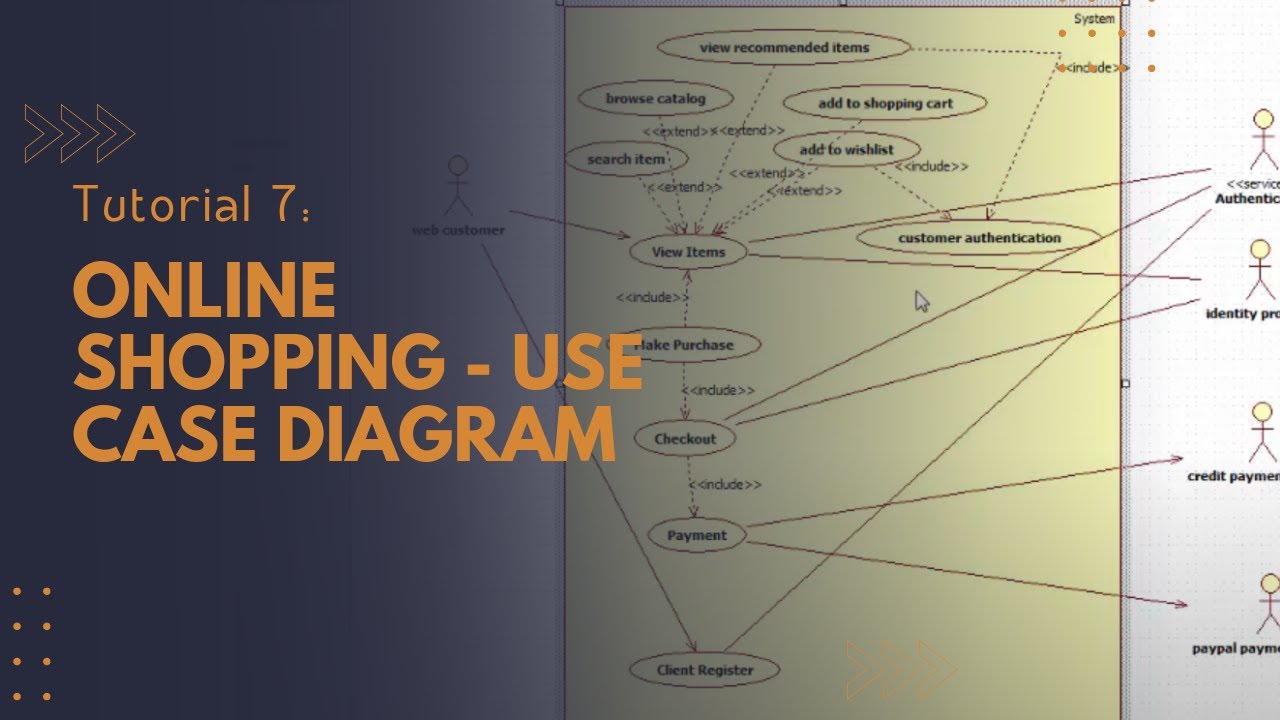 Tutorial 7:
ONLINE
SHOPPING - USE
CASE DIAGRAM
System
view recommended items
<<include>>
browse catalog
add to shopping cart
<<extend>>
<<extend>>
add to wishlist
search item
<<include>>
<<extend>>
<<extend>>
<<extend>>
web customer
<<service
Authentica
customer authentication
View Items
<<include>>
identity pro
Make Purchase
<<include>>
Checkout
<<include>>
credit paymen
Payment
paypal payme
Client Register